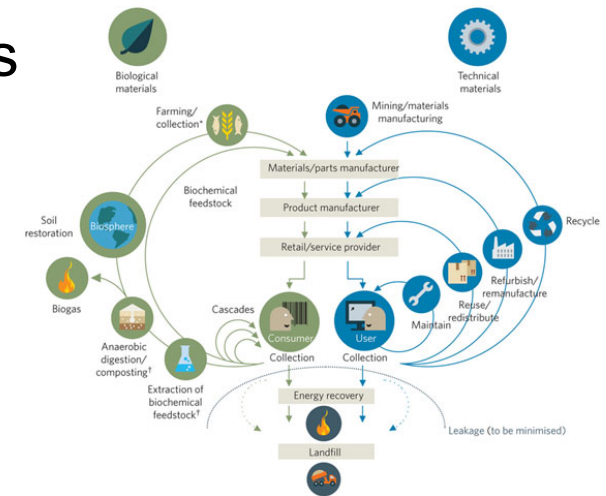 s
Biological
materials
Technical
materials
Farming/
collection*
Mining/materials
manufacturing
Materials/parts manufacturer
Biochemical
feedstock
Product manufacturer
Retail/service provider
Soil
restoration
Biosphere
Recycle
Biogas
Refurbish/
remanufacture
Reuse/
redistribute
Maintain
Cascades
Consumer
User
Collection
Collection
Anaerobic
digestion/
composting†
Extraction of
biochemical
feedstock†
Energy recovery
Leakage (to be minimised)
Landfill